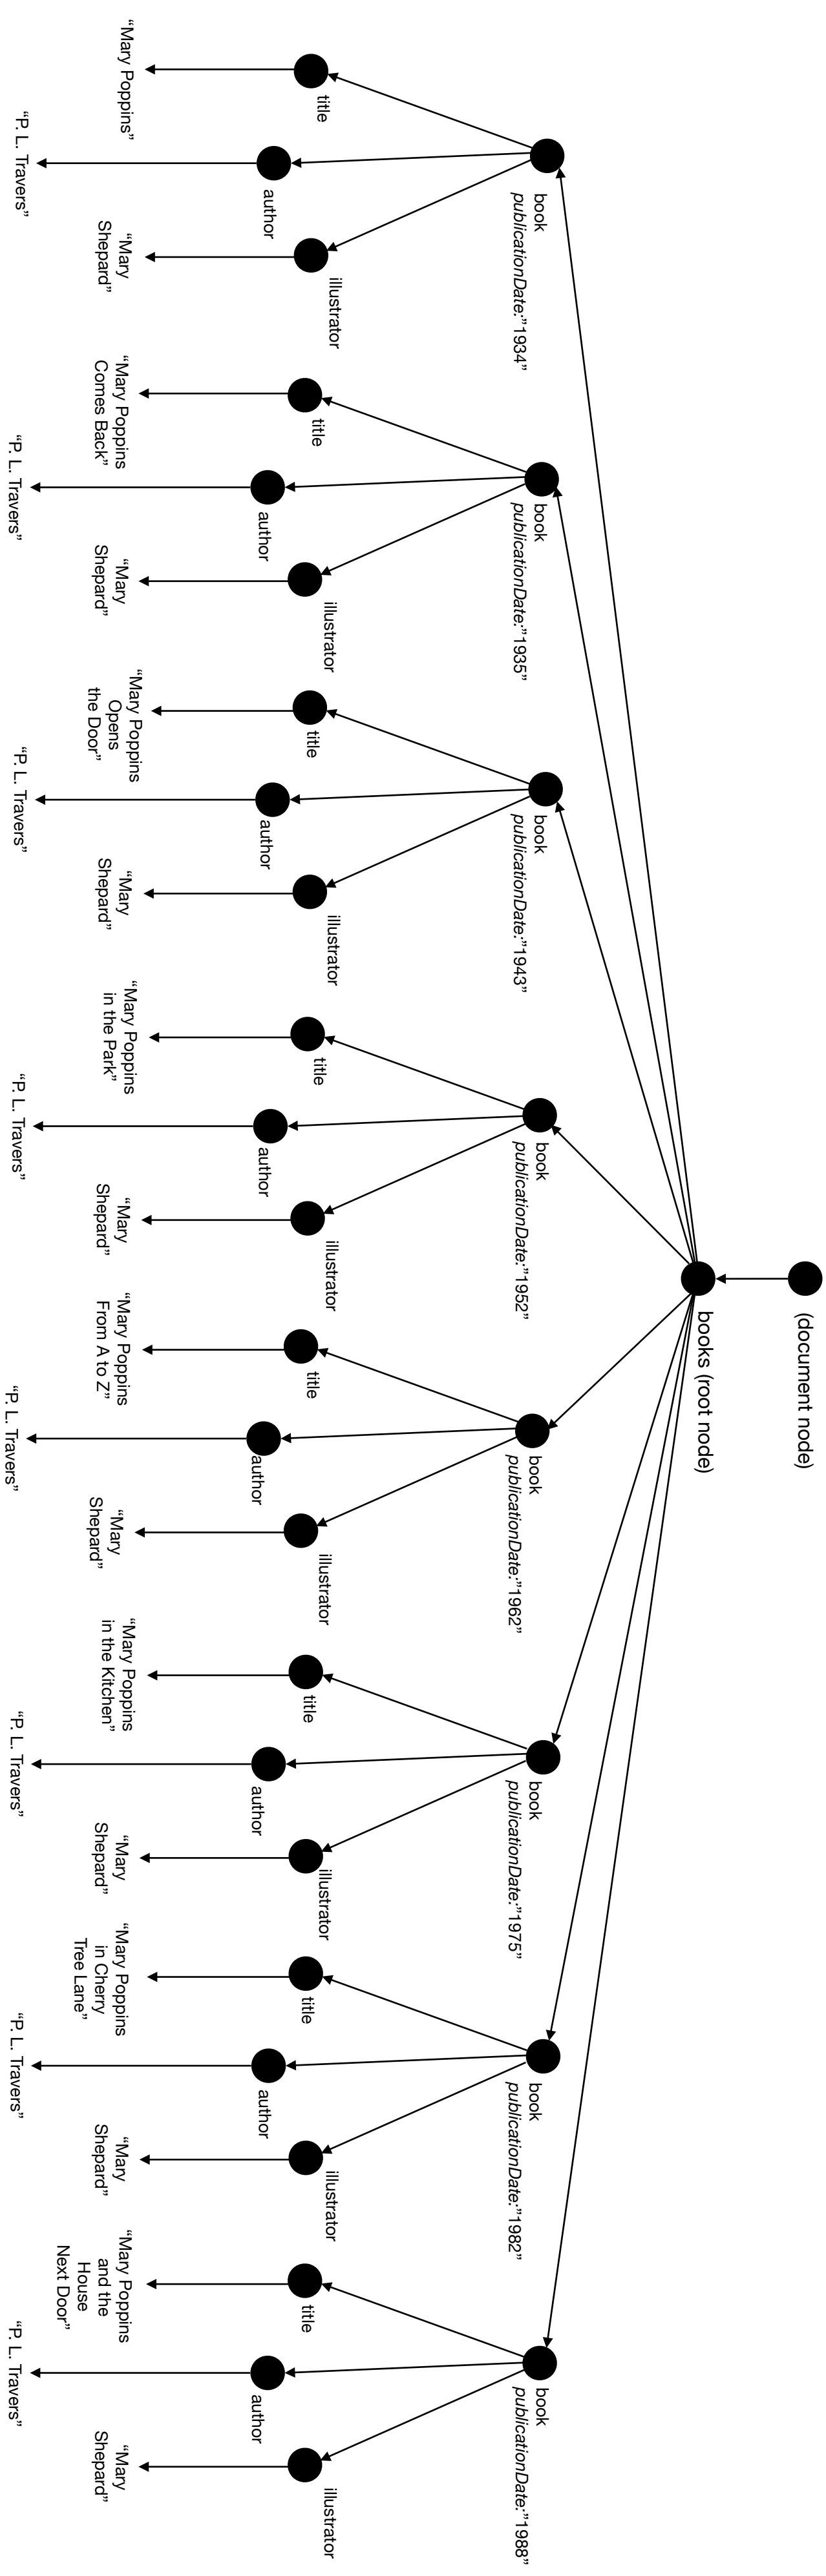 (document node)
books (root node)
book
publicationDate:”1934”
title
“Mary Poppins”
author
“P. L. Travers”
illustrator
“Mary
Shepard”
book
publicationDate:”1935”
title
“Mary Poppins
Comes Back”
author
“P. L. Travers”
illustrator
“Mary
Shepard”
book
publicationDate:”1943”
title
“Mary Poppins
Opens
the Door”
author
“P. L. Travers”
illustrator
“Mary
Shepard”
book
publicationDate:”1952”
title
“Mary Poppins
in the Park”
author
“P. L. Travers”
illustrator
“Mary
Shepard”
book
publicationDate:”1962”
title
“Mary Poppins
From A to Z”
author
“P. L. Travers”
illustrator
“Mary
Shepard”
book
publicationDate:”1975”
title
“Mary Poppins
in the Kitchen”
author
“P. L. Travers”
illustrator
“Mary
Shepard”
book
publicationDate:”1982”
title
“Mary Poppins
in Cherry
Tree Lane”
author
“P. L. Travers”
illustrator
“Mary
Shepard”
book
publicationDate:”1988”
title
“Mary Poppins
and the
House
Next Door”
author
“P. L. Travers”
illustrator
“Mary
Shepard”